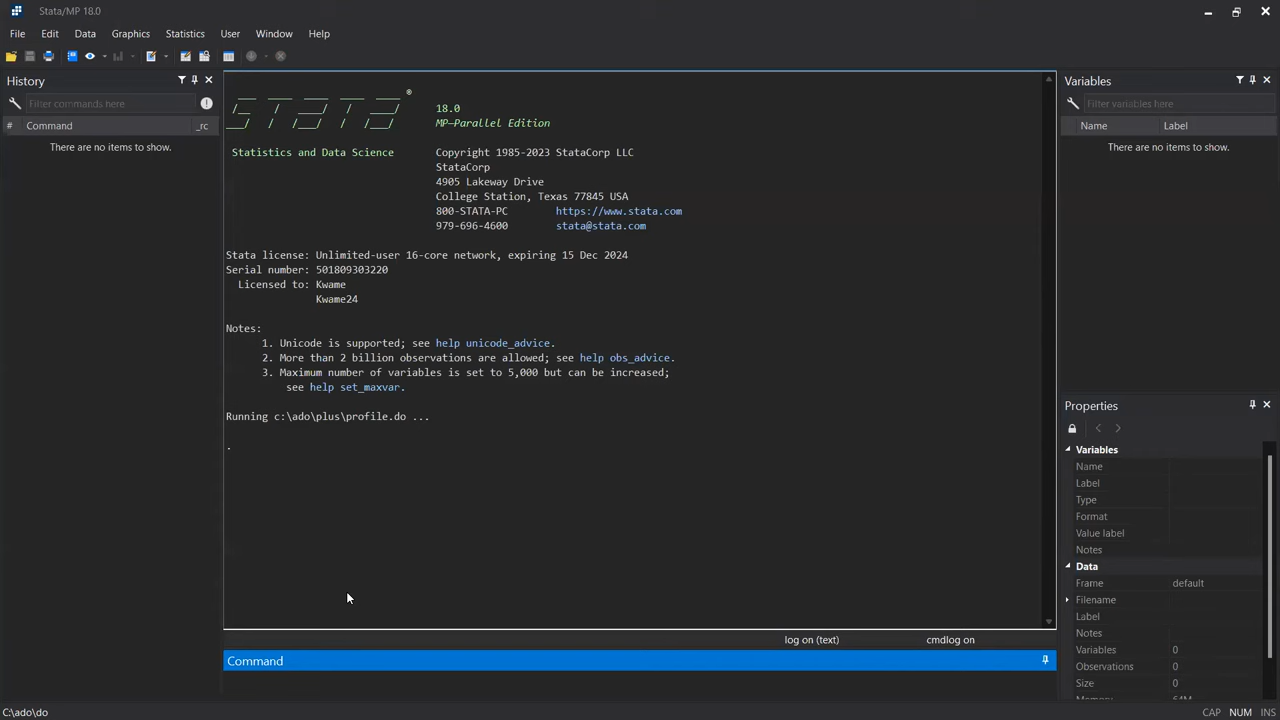 Stata/MP 18.0
File Edit Data Graphics Statistics User Window Help
History
Filter commands here
# Command _rc
There are no items to show.
®
18.0
MP—Parallel Edition
Statistics and Data Science Copyright 1985-2023 StataCorp LLC
StataCorp
4905 Lakeway Drive
College Station, Texas 77845 USA
800-STATA-PC https://www.stata.com
979-696-4600 stata@stata.com
Stata license: Unlimited-user 16-core network, expiring 15 Dec 2024
Serial number: 501809303220
Licensed to: Kwame
Kwame24
Notes:
1. Unicode is supported; see help unicode_advice.
2. More than 2 billion observations are allowed; see help obs_advice.
3. Maximum number of variables is set to 5,000 but can be increased;
see help set_maxvar.
Running c:\ado\plus\profile.do ...
.
log on (text) cmdlog on
Command
Variables
Filter variables here
Name Label
There are no items to show.
Properties
Variables
Name
Label
Type
Format
Value label
Notes
Data
Frame default
Filename
Label
Notes
Variables 0
Observations 0
Size 0
Memory 64M
C:\ado\do
CAP NUM INS